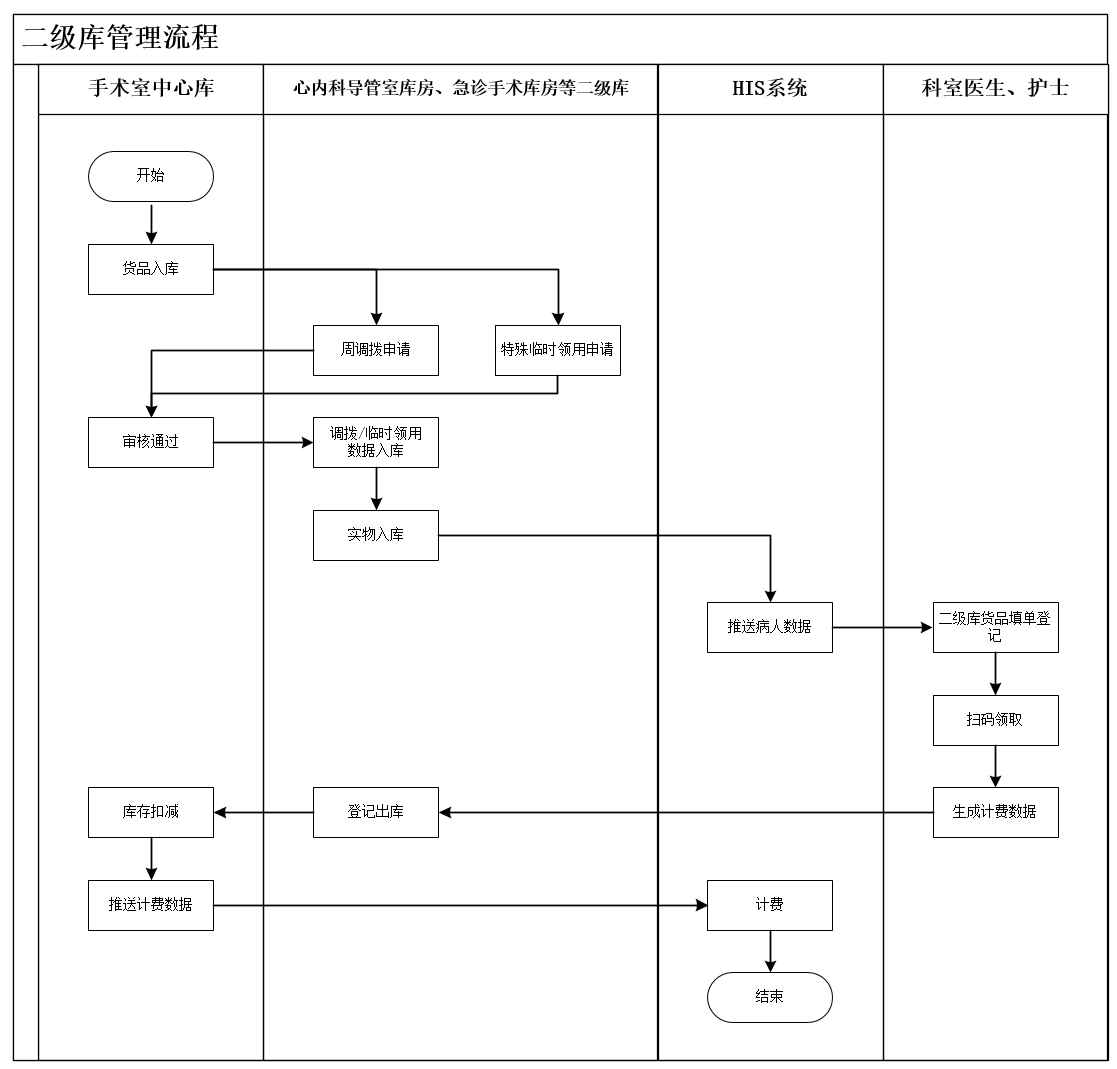 二级库管理流程
手术室中心库
心内科导管室库房、急诊手术库房等二级库
HIS系统
科室医生、护士
开始
货品入库
周调拨申请
特殊临时领用申请
审核通过
调拨/临时领用
数据入库
实物入库
推送病人数据
二级库货品填单登
记
扫码领取
库存扣减
登记出库
生成计费数据
推送计费数据
计费
结束